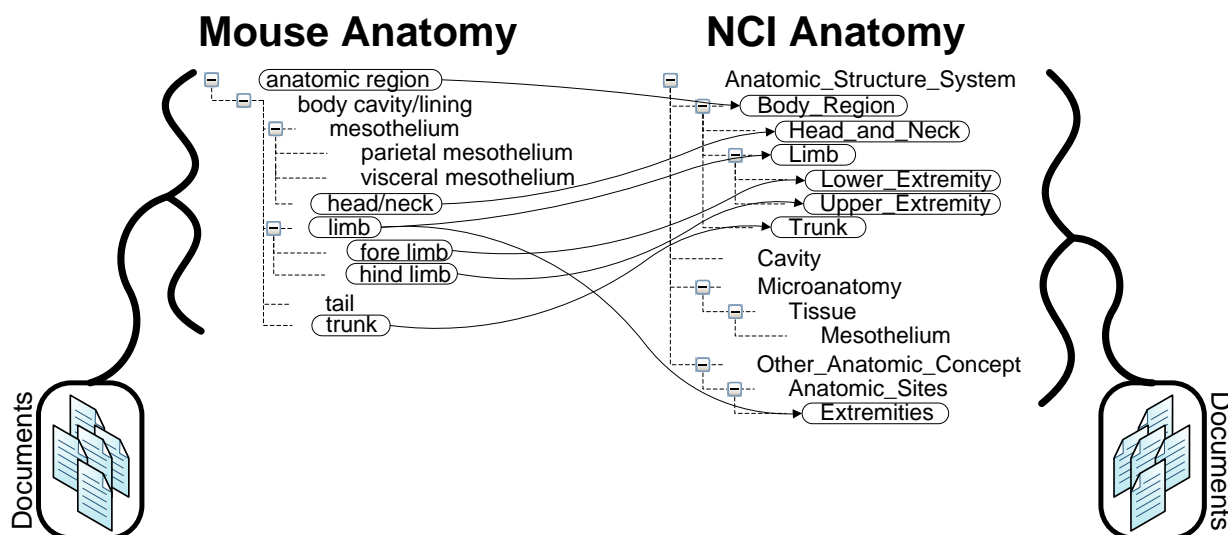 Mouse Anatomy
anatomic region
body cavity/lining
mesothelium
parietal mesothelium
visceral mesothelium
head/neck
limb
fore limb
hind limb
tail
trunk
Documents
NCI Anatomy
Anatomic_Structure_System
Body_Region
Head_and_Neck
Limb
Lower_Extremity
Upper_Extremity
Trunk
Cavity
Microanatomy
Tissue
Mesothelium
Other_Anatomic_Concept
Anatomic_Sites
Extremities
Documents